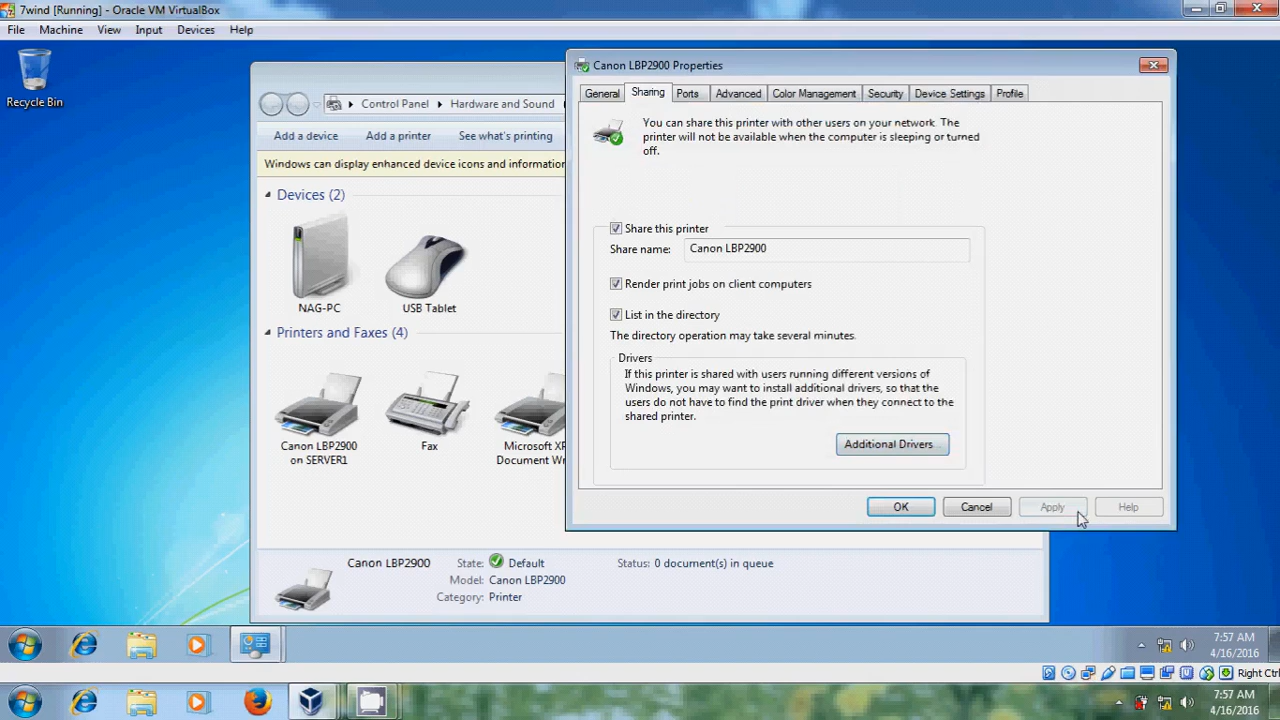 7wind [Running] - Oracle VM VirtualBox
File Machine View Input Devices Help
Recycle Bin
Control Panel Hardware and Sound
Add a device Add a printer See what's printing
Windows can display enhanced device icons and information
Devices (2)
NAG-PC
USB Tablet
Printers and Faxes (4)
Canon LBP2900
on SERVER1
Fax
Microsoft XP
Document Wr
Canon LBP2900 State: Default Status: 0 document(s) in queue
Model: Canon LBP2900
Category: Printer
Canon LBP2900 Properties
General Sharing Ports Advanced Color Management Security Device Settings Profile
You can share this printer with other users on your network. The
printer will not be available when the computer is sleeping or turned
off.
Share this printer
Share name: Canon LBP2900
Render print jobs on client computers
List in the directory
The directory operation may take several minutes.
Drivers
If this printer is shared with users running different versions of
Windows, you may want to install additional drivers, so that the
users do not have to find the print driver when they connect to the
shared printer.
Additional Drivers...
OK Cancel Apply Help
7:57 AM
4/16/2016
Right Ctrl
7:57 AM
4/16/2016